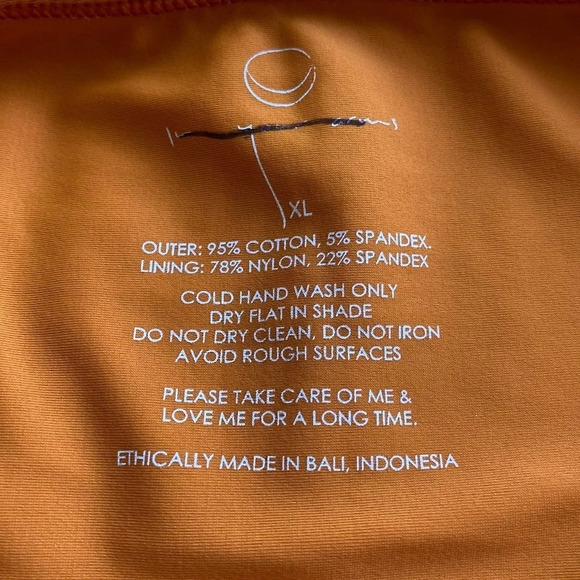 XL
OUTER: 95% COTTON, 5% SPANDEX.
LINING: 78% NYLON, 22% SPANDEX
COLD HAND WASH ONLY
DRY FLAT IN SHADE
DO NOT DRY CLEAN, DO NOT IRON
AVOID ROUGH SURFACES
PLEASE TAKE CARE OF ME &
LOVE ME FOR A LONG TIME.
ETHICALLY MADE IN BALI, INDONESIA